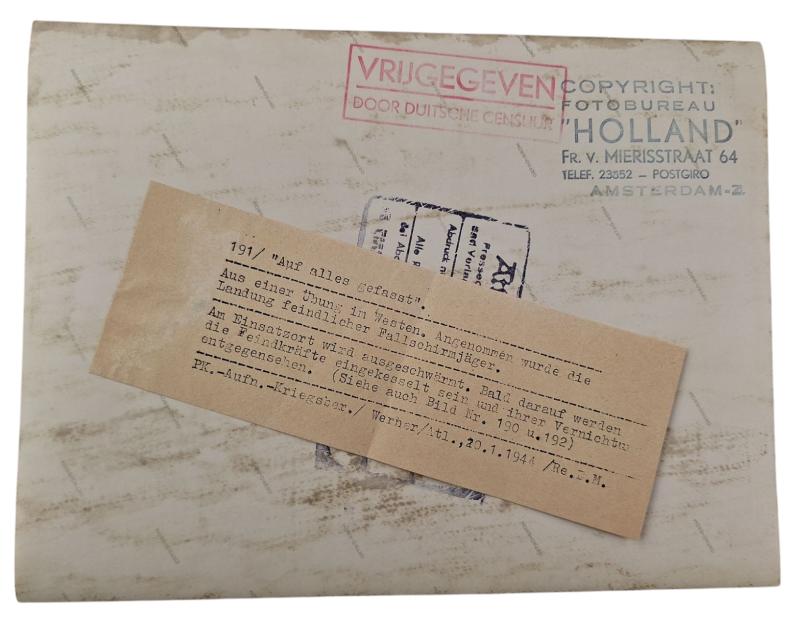 VRIJGEGEVEN
DOOR DUITSCHE CENSUUR
COPYRIGHT:
FOTOBUREAU
"HOLLAND"
FR. v. MIERISSTRAAT 64
TELEF. 23552 — POSTGIRO
AMSTERDAM-Z.
191/ "Auf alles gefasst".
Aus einer Übung im Westen. Angenommen wurde die
Landung feindlicher Fallschirmjäger.
Am Einsatzort wird ausgeschwärmt. Bald darauf werden
die Feindkräfte eingekesselt sein und ihrer Vernichtun
entgegensehen. (Siehe auch Bild Nr. 190 u.192)
PK.-Aufn.-Kriegsber./ Werner/Atl.,20.1.1944 /Re.D.M.